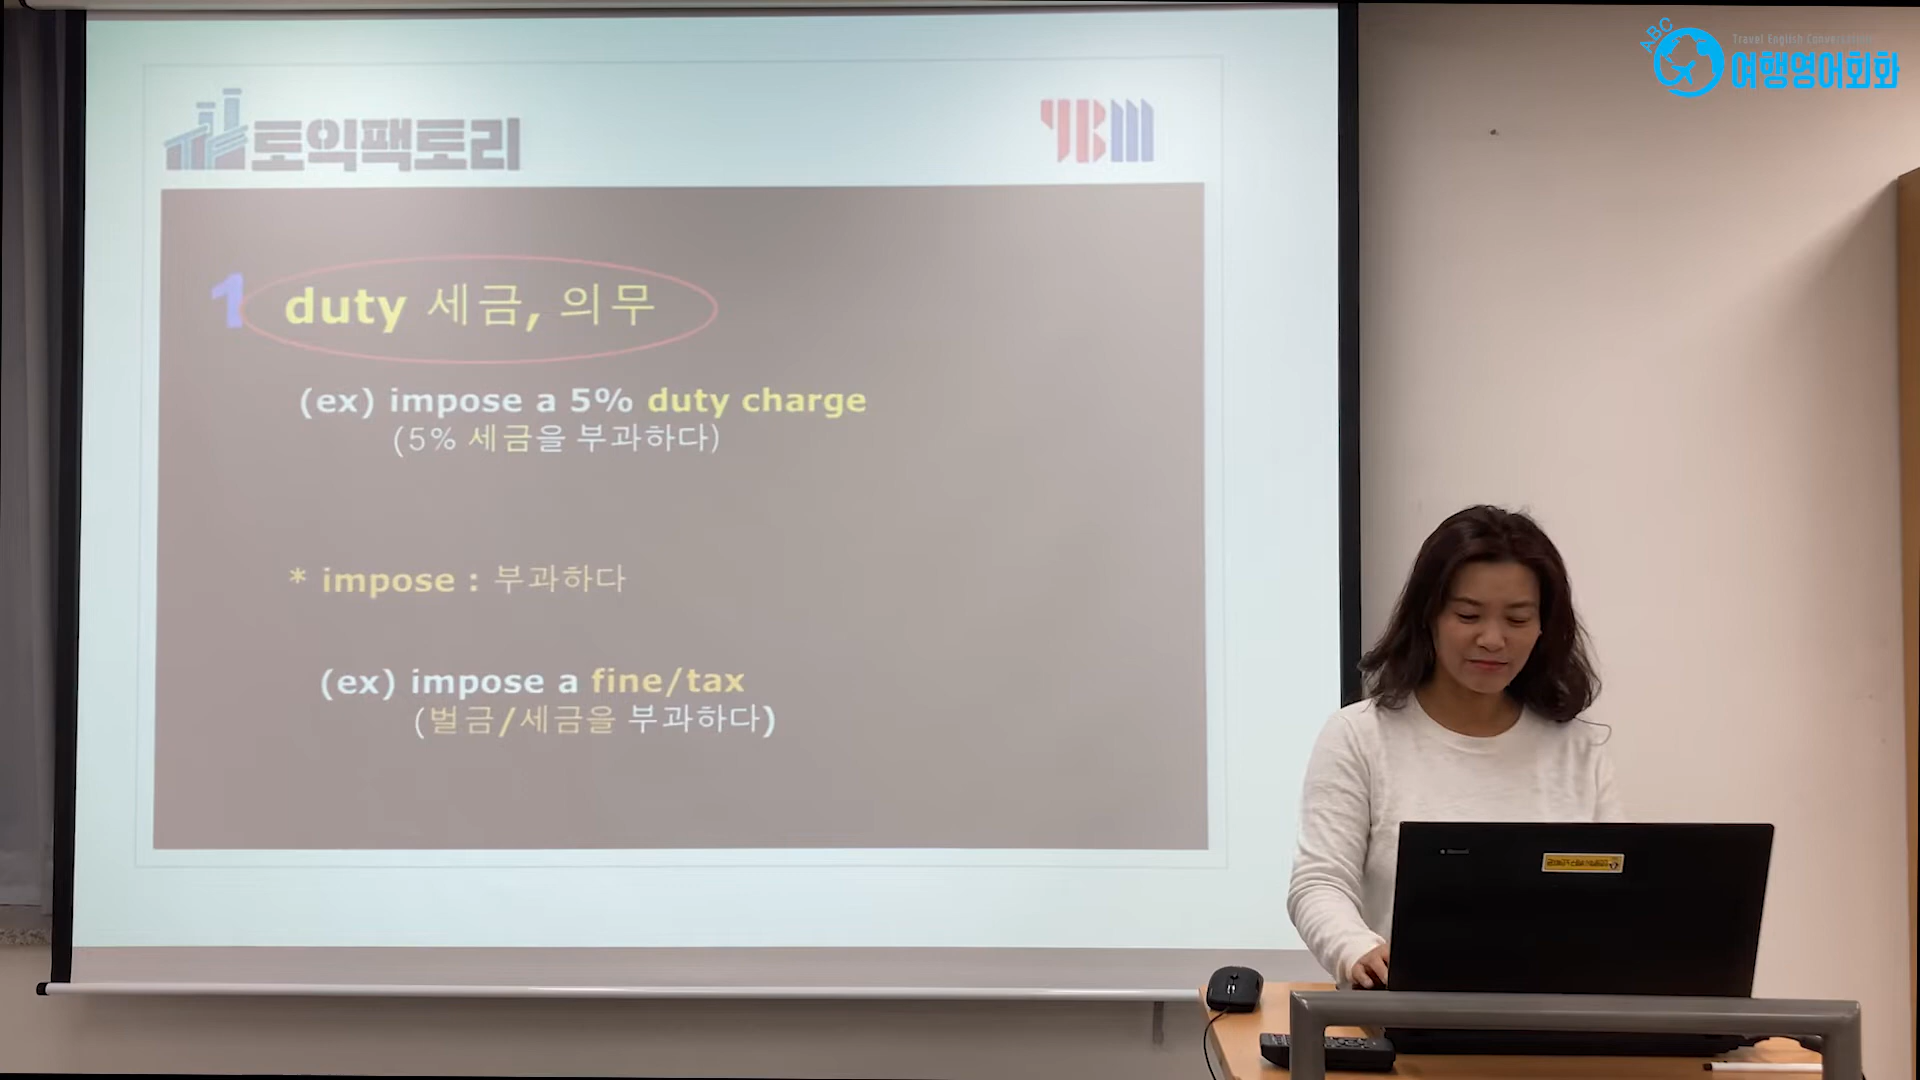 ABC
Travel English Conversation
여행영어회화
토익팩토리
YBM
1 duty 세금, 의무
(ex) impose a 5% duty charge
(5% 세금을 부과하다)
* impose : 부과하다
(ex) impose a fine/tax
(벌금/세금을 부과하다)